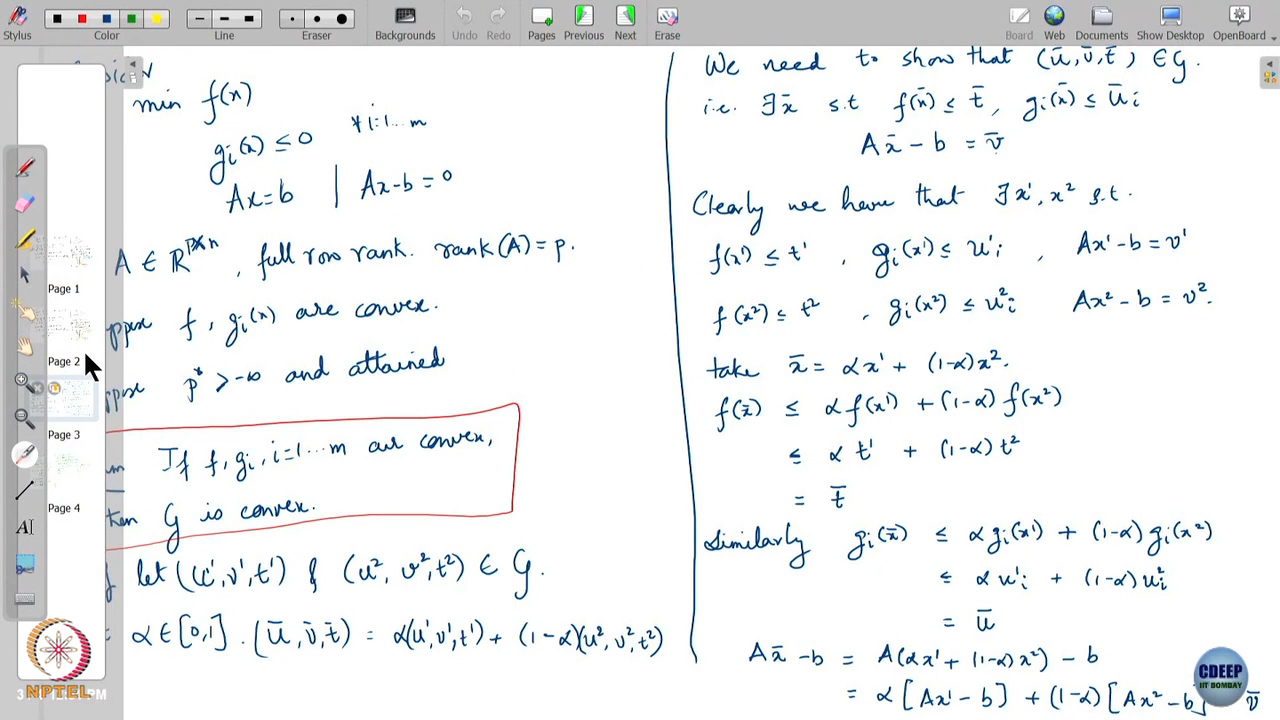 Stylus
Color
Line
Eraser
Backgrounds
Undo
Redo
Pages
Previous
Next
Erase
Board
Web
Documents
Show Desktop
OpenBoard
min f(x)
gᵢ(x) ≤ 0 ∀ i=1...m
Ax=b | Ax-b=0
A ∈ ℝᵖˣⁿ, full row rank. rank(A)=p.
f, gᵢ(x) are convex.
p* > -∞ and attained
If f, gᵢ, i=1...m are convex,
then G is convex.
let (u¹,v¹,t¹) & (u²,v²,t²) ∈ G.
α∈[0,1]. (ū,v̄,t̄) = α(u¹,v¹,t¹) + (1-α)(u²,v²,t²)
We need to show that (ū,v̄,t̄) ∈ G.
i.e. ∃x̄ s.t f(x̄) ≤ t̄, gᵢ(x̄) ≤ ūᵢ
Ax̄ - b = v̄
Clearly we have that ∃x¹, x² s.t.
f(x¹) ≤ t¹, gᵢ(x¹) ≤ u¹ᵢ, Ax¹-b = v¹
f(x²) ≤ t², gᵢ(x²) ≤ u²ᵢ Ax²-b = v².
take x̄ = αx¹ + (1-α)x².
f(x̄) ≤ αf(x¹) + (1-α)f(x²)
≤ αt¹ + (1-α)t²
= t̄
Similarly gᵢ(x̄) ≤ αgᵢ(x¹) + (1-α)gᵢ(x²)
≤ αu¹ᵢ + (1-α)u²ᵢ
= ū
Ax̄ - b = A(αx¹ + (1-α)x²) - b
= α[Ax¹-b] + (1-α)[Ax²-b] v̄
Page 1
Page 2
Page 3
Page 4
NPTEL
CDEEP
IIT BOMBAY